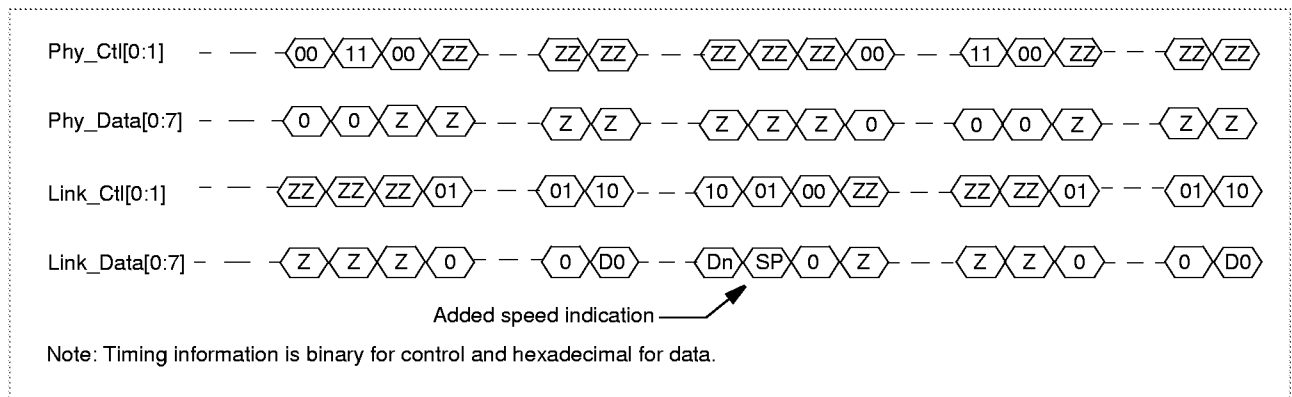 Phy_Ctl[0:1] 00 11 00 ZZ ZZ ZZ ZZ ZZ ZZ 00 11 00 ZZ ZZ ZZ
Phy_Data[0:7] 0 0 Z Z Z Z Z Z Z 0 0 0 Z Z Z
Link_Ctl[0:1] ZZ ZZ ZZ 01 01 10 10 01 00 ZZ ZZ ZZ 01 01 10
Link_Data[0:7] Z Z Z 0 0 D0 Dn SP 0 Z Z Z 0 0 D0
Added speed indication
Note: Timing information is binary for control and hexadecimal for data.